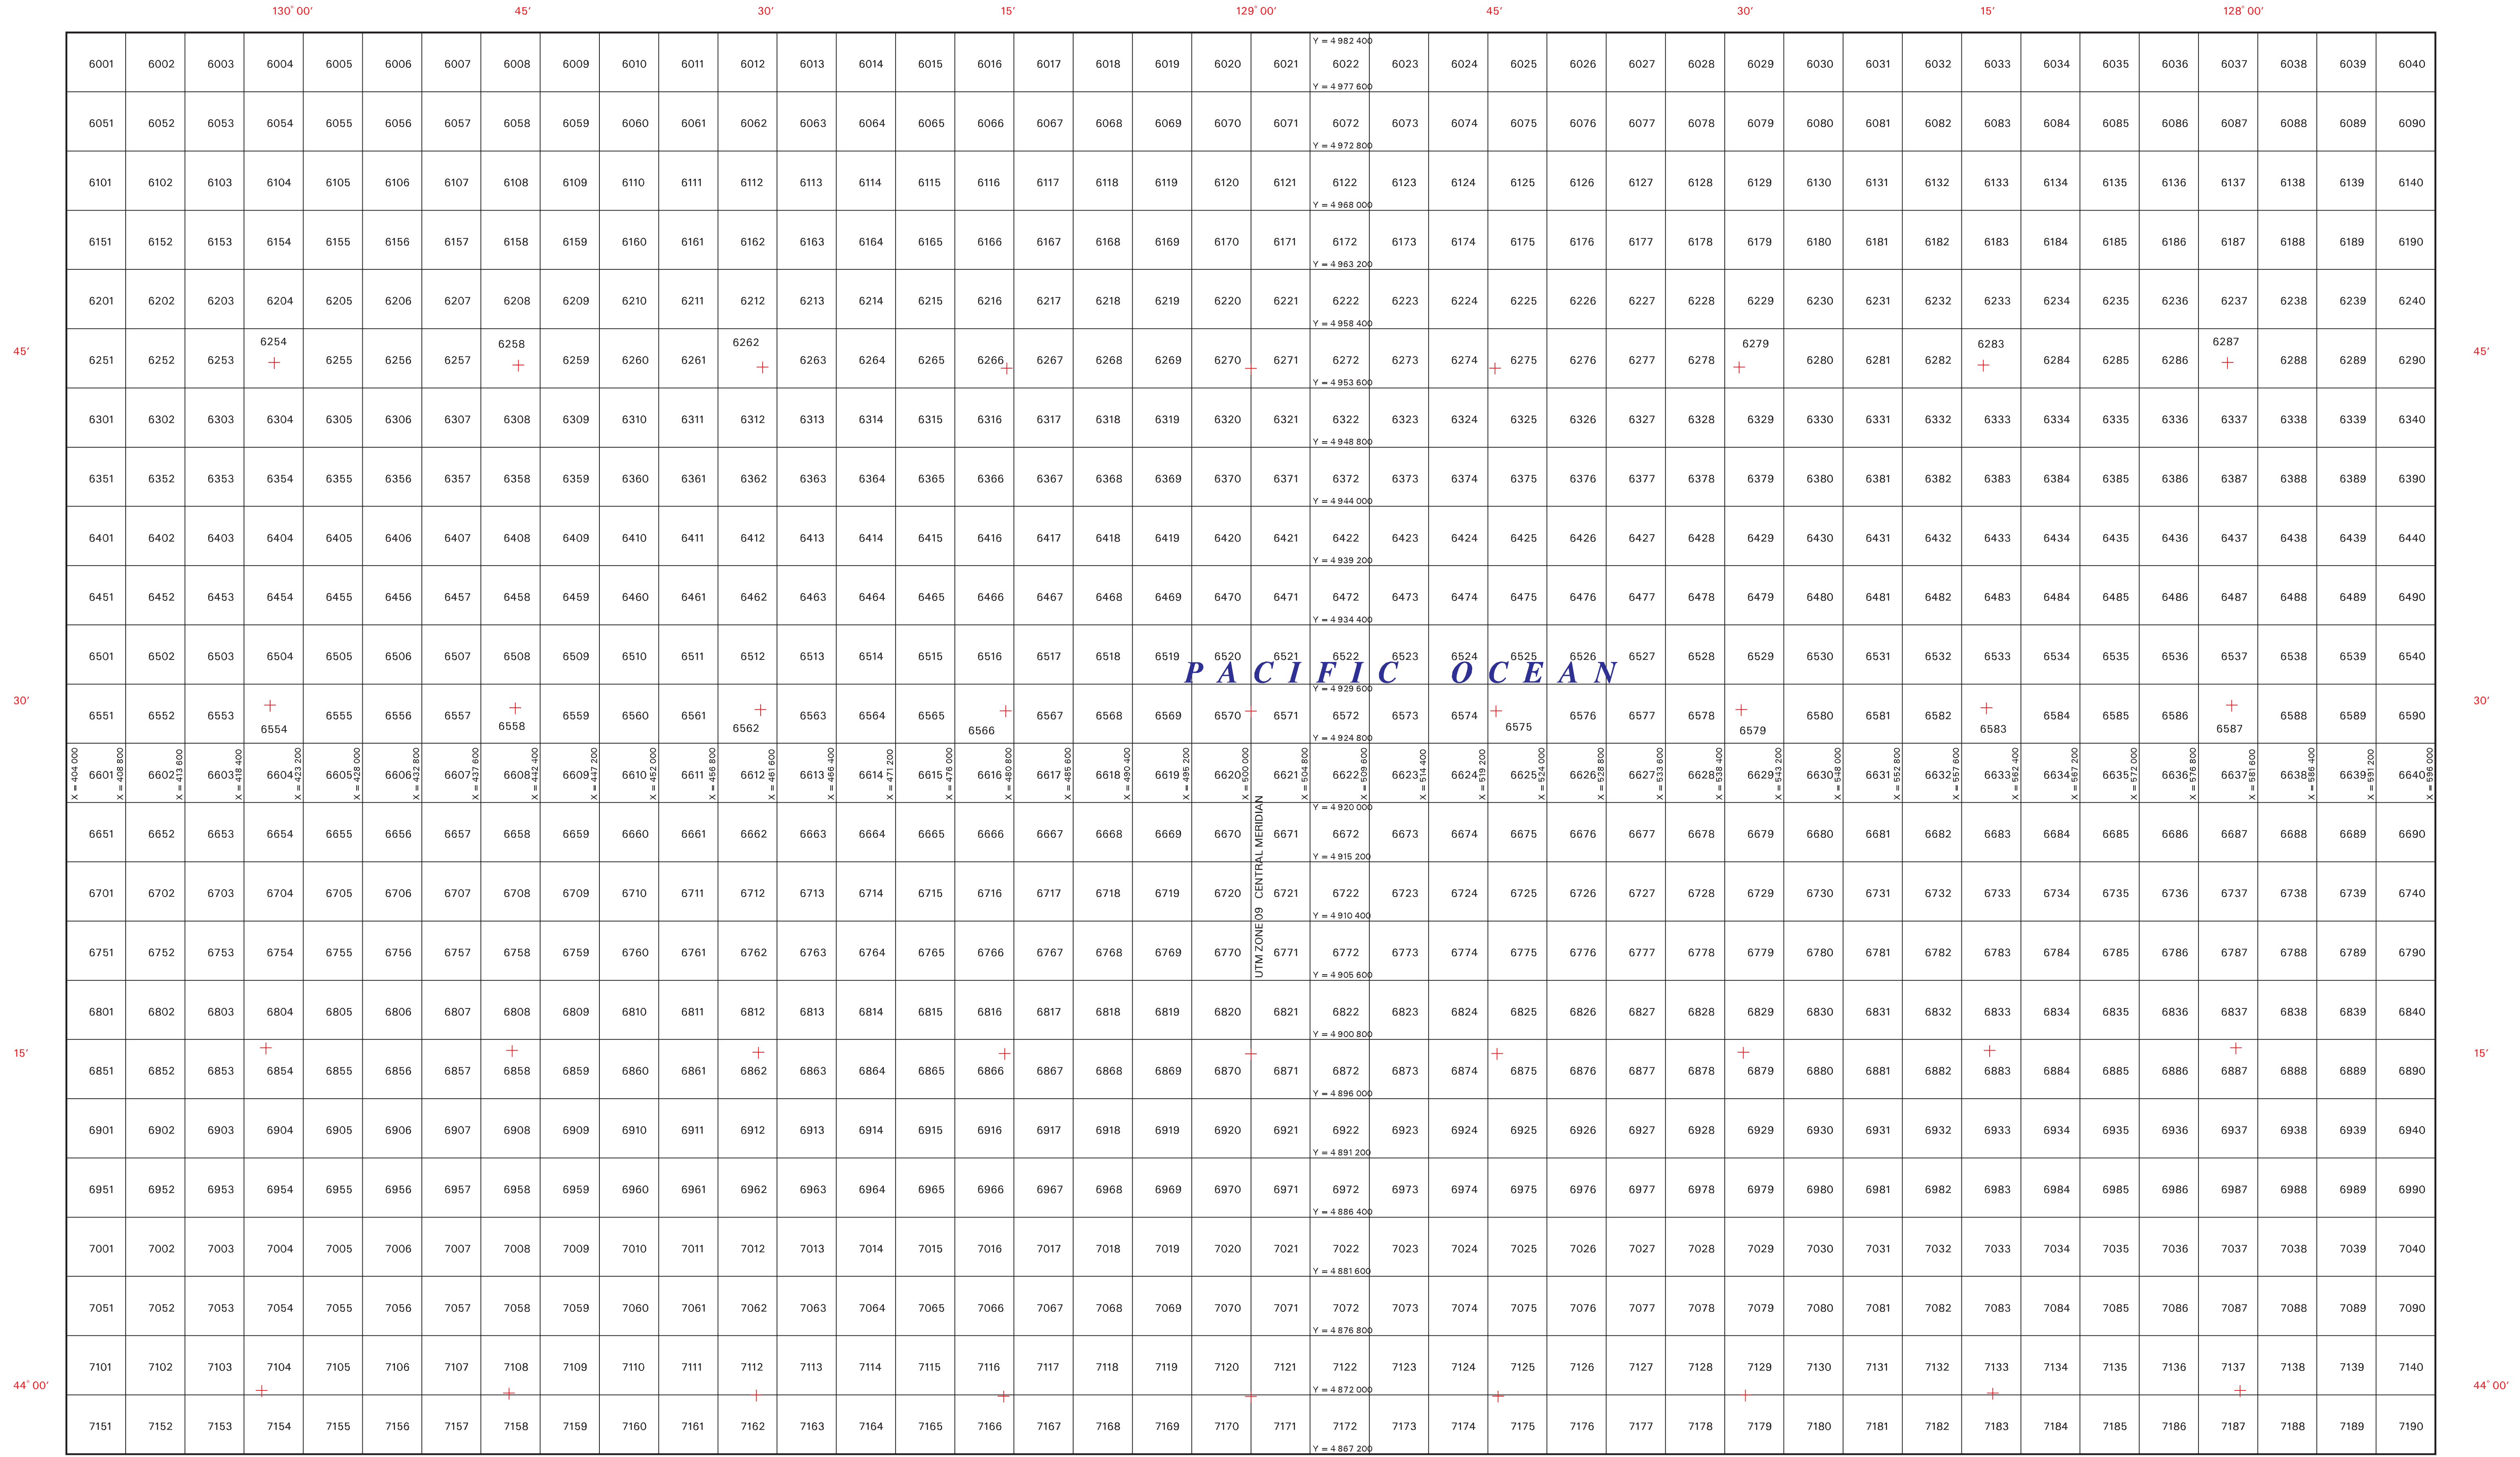 130° 00′ 45′ 30′ 15′ 129° 00′ 45′ 30′ 15′ 128° 00′
Y = 4 982 400
6001 6002 6003 6004 6005 6006 6007 6008 6009 6010 6011 6012 6013 6014 6015 6016 6017 6018 6019 6020 6021 6022 6023 6024 6025 6026 6027 6028 6029 6030 6031 6032 6033 6034 6035 6036 6037 6038 6039 6040
Y = 4 977 600
6051 6052 6053 6054 6055 6056 6057 6058 6059 6060 6061 6062 6063 6064 6065 6066 6067 6068 6069 6070 6071 6072 6073 6074 6075 6076 6077 6078 6079 6080 6081 6082 6083 6084 6085 6086 6087 6088 6089 6090
Y = 4 972 800
6101 6102 6103 6104 6105 6106 6107 6108 6109 6110 6111 6112 6113 6114 6115 6116 6117 6118 6119 6120 6121 6122 6123 6124 6125 6126 6127 6128 6129 6130 6131 6132 6133 6134 6135 6136 6137 6138 6139 6140
Y = 4 968 000
6151 6152 6153 6154 6155 6156 6157 6158 6159 6160 6161 6162 6163 6164 6165 6166 6167 6168 6169 6170 6171 6172 6173 6174 6175 6176 6177 6178 6179 6180 6181 6182 6183 6184 6185 6186 6187 6188 6189 6190
Y = 4 963 200
6201 6202 6203 6204 6205 6206 6207 6208 6209 6210 6211 6212 6213 6214 6215 6216 6217 6218 6219 6220 6221 6222 6223 6224 6225 6226 6227 6228 6229 6230 6231 6232 6233 6234 6235 6236 6237 6238 6239 6240
Y = 4 958 400
45′ 6251 6252 6253 6254 6255 6256 6257 6258 6259 6260 6261 6262 6263 6264 6265 6266 6267 6268 6269 6270 6271 6272 6273 6274 6275 6276 6277 6278 6279 6280 6281 6282 6283 6284 6285 6286 6287 6288 6289 6290 45′
Y = 4 953 600
6301 6302 6303 6304 6305 6306 6307 6308 6309 6310 6311 6312 6313 6314 6315 6316 6317 6318 6319 6320 6321 6322 6323 6324 6325 6326 6327 6328 6329 6330 6331 6332 6333 6334 6335 6336 6337 6338 6339 6340
Y = 4 948 800
6351 6352 6353 6354 6355 6356 6357 6358 6359 6360 6361 6362 6363 6364 6365 6366 6367 6368 6369 6370 6371 6372 6373 6374 6375 6376 6377 6378 6379 6380 6381 6382 6383 6384 6385 6386 6387 6388 6389 6390
Y = 4 944 000
6401 6402 6403 6404 6405 6406 6407 6408 6409 6410 6411 6412 6413 6414 6415 6416 6417 6418 6419 6420 6421 6422 6423 6424 6425 6426 6427 6428 6429 6430 6431 6432 6433 6434 6435 6436 6437 6438 6439 6440
Y = 4 939 200
6451 6452 6453 6454 6455 6456 6457 6458 6459 6460 6461 6462 6463 6464 6465 6466 6467 6468 6469 6470 6471 6472 6473 6474 6475 6476 6477 6478 6479 6480 6481 6482 6483 6484 6485 6486 6487 6488 6489 6490
Y = 4 934 400
6501 6502 6503 6504 6505 6506 6507 6508 6509 6510 6511 6512 6513 6514 6515 6516 6517 6518 6519 6520 6521 6522 6523 6524 6525 6526 6527 6528 6529 6530 6531 6532 6533 6534 6535 6536 6537 6538 6539 6540
PACIFIC OCEAN
Y = 4 929 600
30′ 6551 6552 6553 6554 6555 6556 6557 6558 6559 6560 6561 6562 6563 6564 6565 6566 6567 6568 6569 6570 6571 6572 6573 6574 6575 6576 6577 6578 6579 6580 6581 6582 6583 6584 6585 6586 6587 6588 6589 6590 30′
Y = 4 924 800
X = 404 000 6601 X = 408 800 6602 X = 413 600 6603 X = 418 400 6604 X = 423 200 6605 X = 428 000 6606 X = 432 800 6607 X = 437 600 6608 X = 442 400 6609 X = 447 200 6610 X = 452 000 6611 X = 456 800 6612 X = 461 600 6613 X = 466 400 6614 X = 471 200 6615 X = 476 000 6616 X = 480 800 6617 X = 485 600 6618 X = 490 400 6619 X = 495 200 6620 X = 500 000 6621 X = 504 800 6622 X = 509 600 6623 X = 514 400 6624 X = 519 200 6625 X = 524 000 6626 X = 528 800 6627 X = 533 600 6628 X = 538 400 6629 X = 543 200 6630 X = 548 000 6631 X = 552 800 6632 X = 557 600 6633 X = 562 400 6634 X = 567 200 6635 X = 572 000 6636 X = 576 800 6637 X = 581 600 6638 X = 586 400 6639 X = 591 200 6640 X = 596 000
Y = 4 920 000
6651 6652 6653 6654 6655 6656 6657 6658 6659 6660 6661 6662 6663 6664 6665 6666 6667 6668 6669 6670 6671 6672 6673 6674 6675 6676 6677 6678 6679 6680 6681 6682 6683 6684 6685 6686 6687 6688 6689 6690
Y = 4 915 200
UTM ZONE 09 CENTRAL MERIDIAN
6701 6702 6703 6704 6705 6706 6707 6708 6709 6710 6711 6712 6713 6714 6715 6716 6717 6718 6719 6720 6721 6722 6723 6724 6725 6726 6727 6728 6729 6730 6731 6732 6733 6734 6735 6736 6737 6738 6739 6740
Y = 4 910 400
6751 6752 6753 6754 6755 6756 6757 6758 6759 6760 6761 6762 6763 6764 6765 6766 6767 6768 6769 6770 6771 6772 6773 6774 6775 6776 6777 6778 6779 6780 6781 6782 6783 6784 6785 6786 6787 6788 6789 6790
Y = 4 905 600
6801 6802 6803 6804 6805 6806 6807 6808 6809 6810 6811 6812 6813 6814 6815 6816 6817 6818 6819 6820 6821 6822 6823 6824 6825 6826 6827 6828 6829 6830 6831 6832 6833 6834 6835 6836 6837 6838 6839 6840
Y = 4 900 800
15′ 15′
6851 6852 6853 6854 6855 6856 6857 6858 6859 6860 6861 6862 6863 6864 6865 6866 6867 6868 6869 6870 6871 6872 6873 6874 6875 6876 6877 6878 6879 6880 6881 6882 6883 6884 6885 6886 6887 6888 6889 6890
Y = 4 896 000
6901 6902 6903 6904 6905 6906 6907 6908 6909 6910 6911 6912 6913 6914 6915 6916 6917 6918 6919 6920 6921 6922 6923 6924 6925 6926 6927 6928 6929 6930 6931 6932 6933 6934 6935 6936 6937 6938 6939 6940
Y = 4 891 200
6951 6952 6953 6954 6955 6956 6957 6958 6959 6960 6961 6962 6963 6964 6965 6966 6967 6968 6969 6970 6971 6972 6973 6974 6975 6976 6977 6978 6979 6980 6981 6982 6983 6984 6985 6986 6987 6988 6989 6990
Y = 4 886 400
7001 7002 7003 7004 7005 7006 7007 7008 7009 7010 7011 7012 7013 7014 7015 7016 7017 7018 7019 7020 7021 7022 7023 7024 7025 7026 7027 7028 7029 7030 7031 7032 7033 7034 7035 7036 7037 7038 7039 7040
Y = 4 881 600
7051 7052 7053 7054 7055 7056 7057 7058 7059 7060 7061 7062 7063 7064 7065 7066 7067 7068 7069 7070 7071 7072 7073 7074 7075 7076 7077 7078 7079 7080 7081 7082 7083 7084 7085 7086 7087 7088 7089 7090
Y = 4 876 800
7101 7102 7103 7104 7105 7106 7107 7108 7109 7110 7111 7112 7113 7114 7115 7116 7117 7118 7119 7120 7121 7122 7123 7124 7125 7126 7127 7128 7129 7130 7131 7132 7133 7134 7135 7136 7137 7138 7139 7140
44° 00′ Y = 4 872 000 44° 00′
7151 7152 7153 7154 7155 7156 7157 7158 7159 7160 7161 7162 7163 7164 7165 7166 7167 7168 7169 7170 7171 7172 7173 7174 7175 7176 7177 7178 7179 7180 7181 7182 7183 7184 7185 7186 7187 7188 7189 7190
Y = 4 867 200